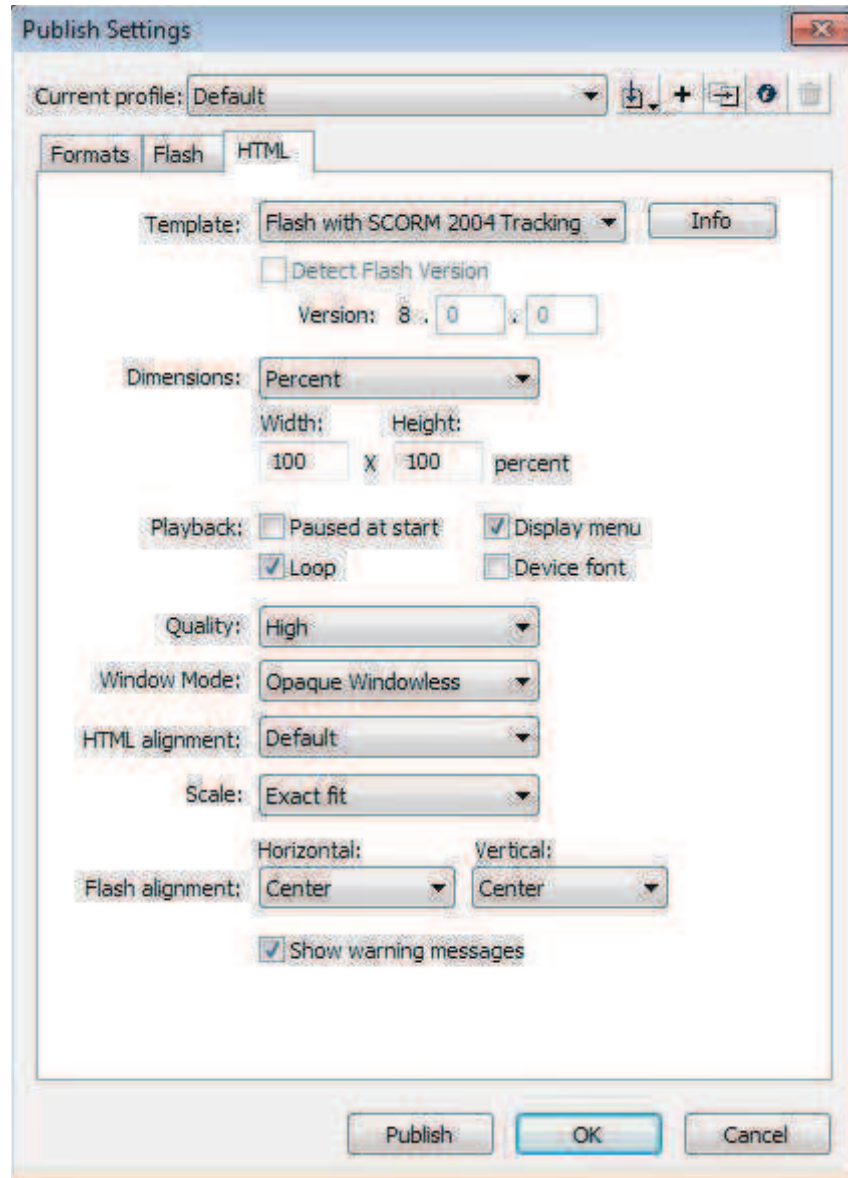 Publish Settings
Current profile: Default
Formats Flash HTML
Template: Flash with SCORM 2004 Tracking Info
Detect Flash Version
Version: 8 . 0 . 0
Dimensions: Percent
Width: Height:
100 X 100 percent
Playback: Paused at start Display menu
Loop Device font
Quality: High
Window Mode: Opaque Windowless
HTML alignment: Default
Scale: Exact fit
Horizontal: Vertical:
Flash alignment: Center Center
Show warning messages
Publish OK Cancel